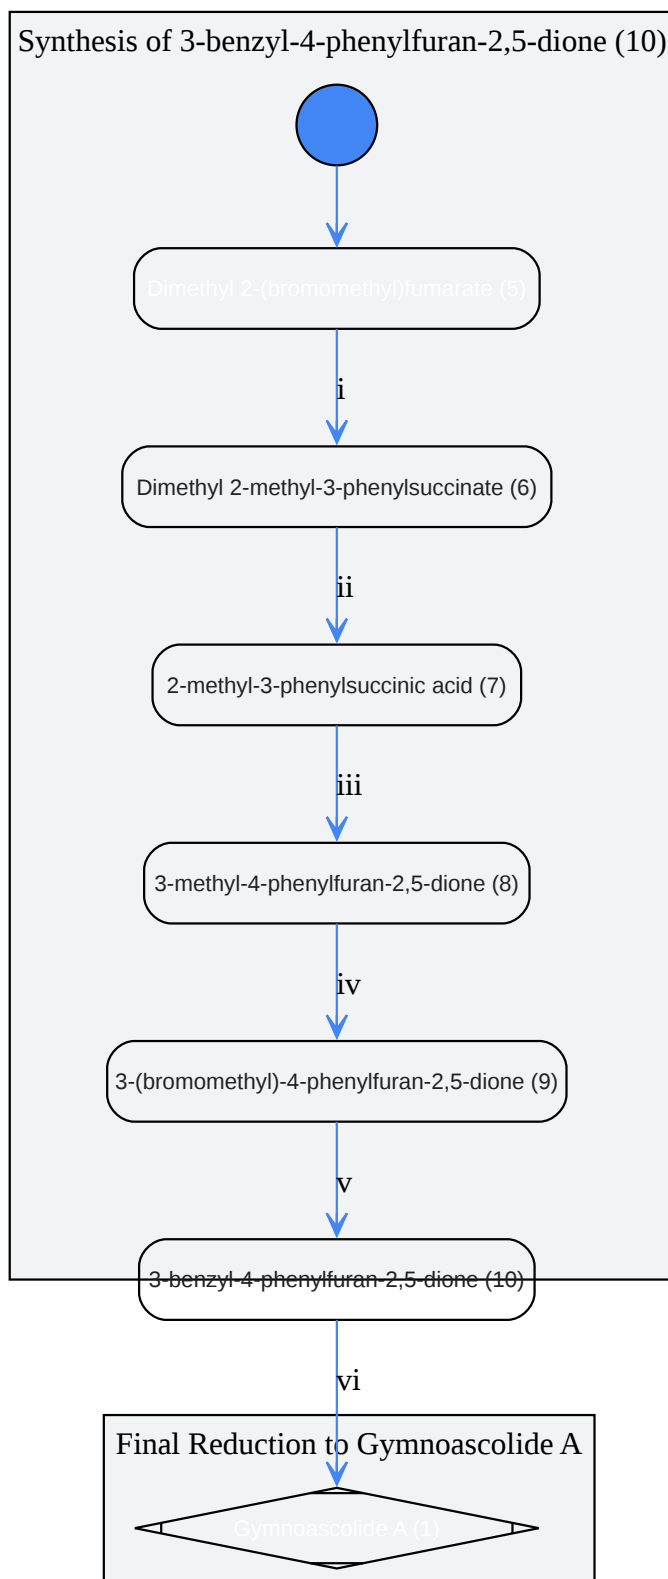 Synthesis of 3-benzyl-4-phenylfuran-2,5-dione (10)
Dimethyl 2-(bromomethyl)fumarate (5)
i
Dimethyl 2-methyl-3-phenylsuccinate (6)
ii
2-methyl-3-phenylsuccinic acid (7)
iii
3-methyl-4-phenylfuran-2,5-dione (8)
iv
3-(bromomethyl)-4-phenylfuran-2,5-dione (9)
v
3-benzyl-4-phenylfuran-2,5-dione (10)
vi
Final Reduction to Gymnoascolide A
Gymnoascolide A (1)